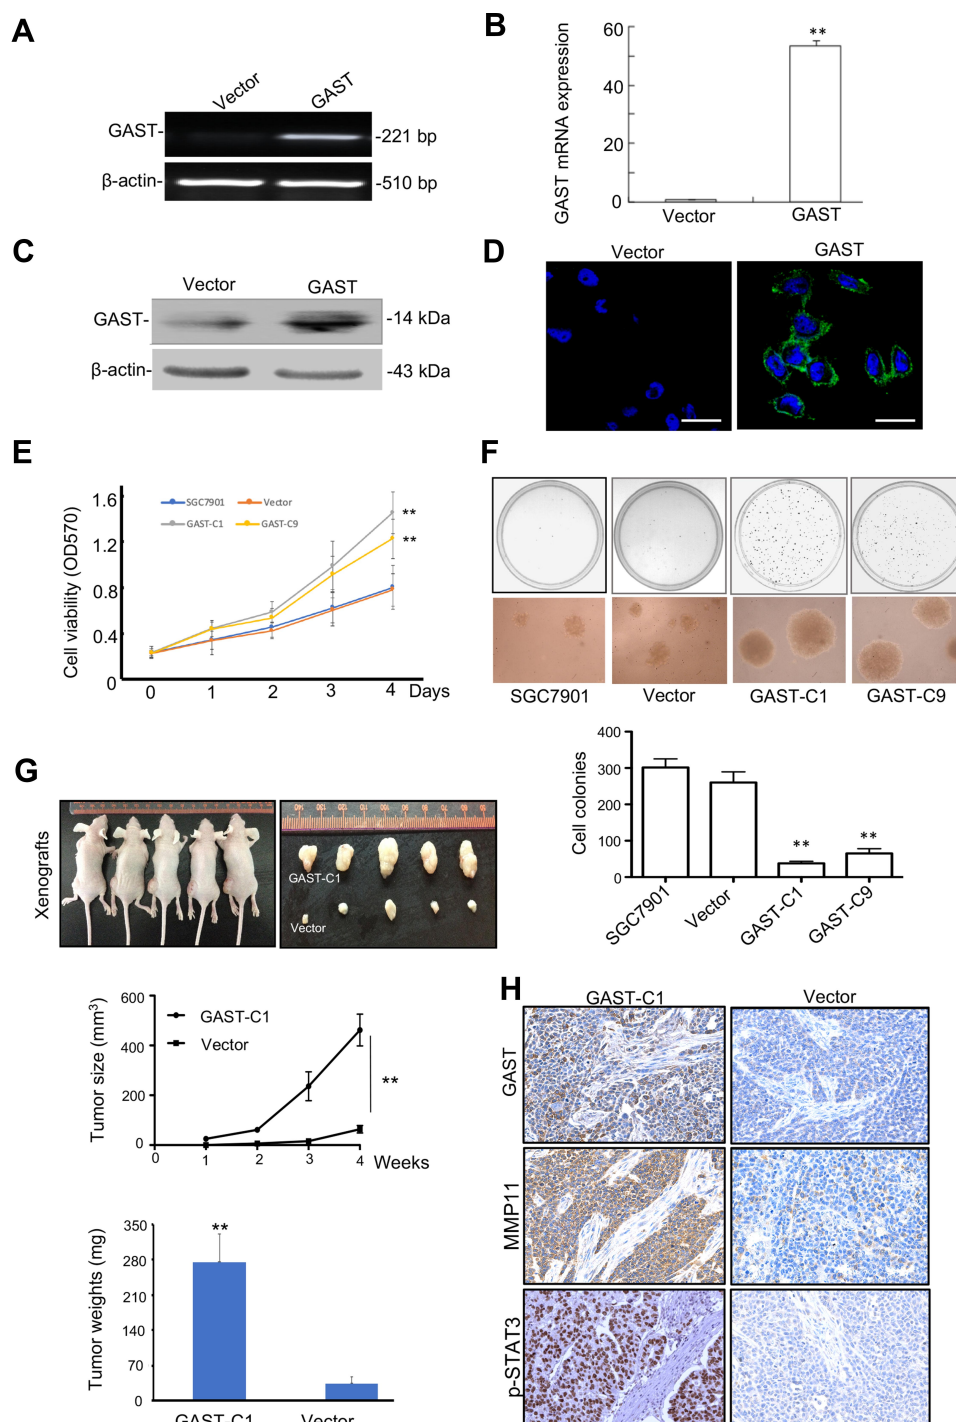 A
Vector
GAST
GAST-
-221 bp
β-actin-
-510 bp
B
GAST mRNA expression
60
40
20
0
**
Vector
GAST
C
Vector
GAST
GAST-
-14 kDa
β-actin-
-43 kDa
D
Vector
GAST
E
Cell viability (OD570)
1.6
1.2
0.8
0.4
0
SGC7901
Vector
GAST-C1
GAST-C9
**
**
0 1 2 3 4 Days
F
SGC7901
Vector
GAST-C1
GAST-C9
Cell colonies
400
300
200
100
0
**
**
SGC7901
Vector
GAST-C1
GAST-C9
G
Xenografts
GAST-C1
Vector
Tumor size (mm3)
600
400
200
0
GAST-C1
Vector
**
0 1 2 3 4 Weeks
Tumor weights (mg)
350
280
210
140
70
0
**
GAST-C1
Vector
H
GAST-C1
Vector
GAST
MMP11
p-STAT3